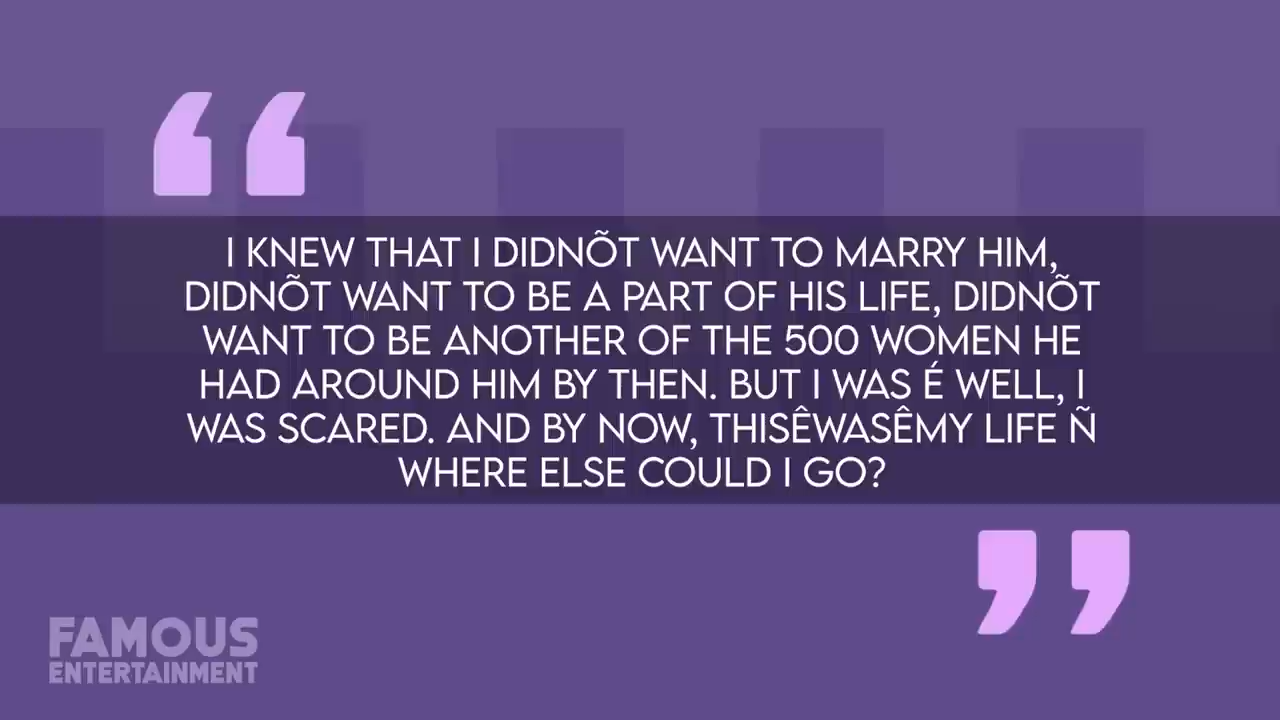 I KNEW THAT I DIDNÕT WANT TO MARRY HIM,
DIDNÕT WANT TO BE A PART OF HIS LIFE, DIDNÕT
WANT TO BE ANOTHER OF THE 500 WOMEN HE
HAD AROUND HIM BY THEN. BUT I WAS É WELL, I
WAS SCARED. AND BY NOW, THISÊWASÊMY LIFE Ñ
WHERE ELSE COULD I GO?
FAMOUS
ENTERTAINMENT